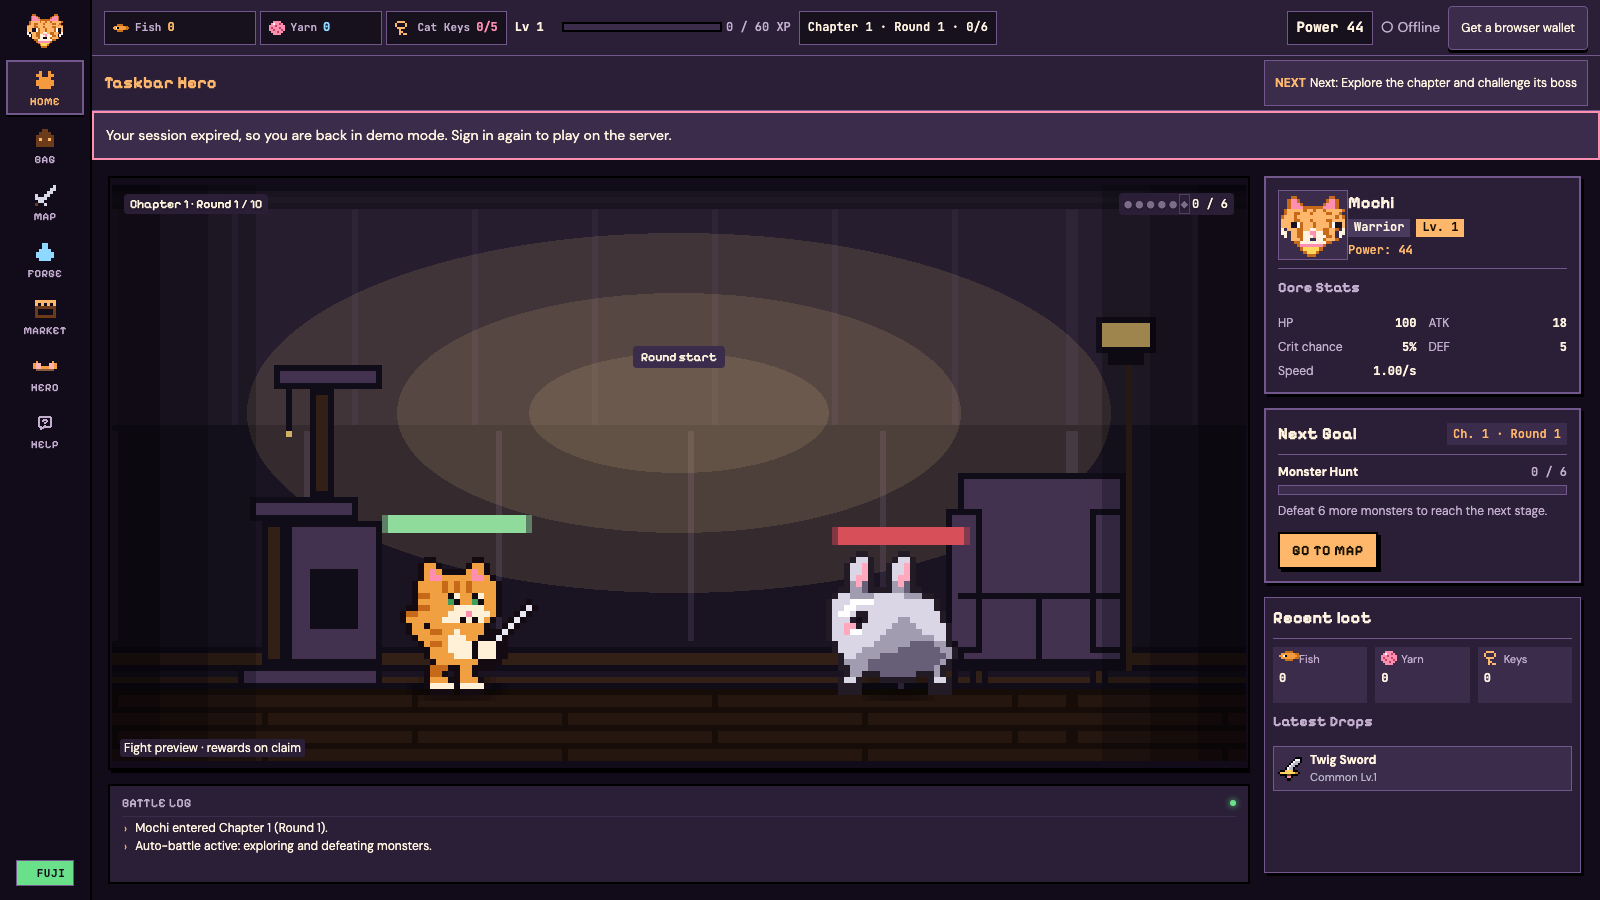 Fish 0
Yarn 0
Cat Keys 0/5
Lv 1
0 / 60 XP
Chapter 1 · Round 1 · 0/6
Power 44
Offline
Get a browser wallet
HOME
BAG
MAP
FORGE
MARKET
HERO
HELP
FUJI
Taskbar Hero
NEXT Next: Explore the chapter and challenge its boss
Your session expired, so you are back in demo mode. Sign in again to play on the server.
Chapter 1 · Round 1 / 10
0 / 6
Round start
Fight preview · rewards on claim
BATTLE LOG
› Mochi entered Chapter 1 (Round 1).
› Auto-battle active: exploring and defeating monsters.
Mochi
Warrior Lv. 1
Power: 44
Core Stats
HP 100 ATK 18
Crit chance 5% DEF 5
Speed 1.00/s
Next Goal
Ch. 1 · Round 1
Monster Hunt 0 / 6
Defeat 6 more monsters to reach the next stage.
GO TO MAP
Recent loot
Fish
0
Yarn
0
Keys
0
Latest Drops
Twig Sword
Common Lv.1